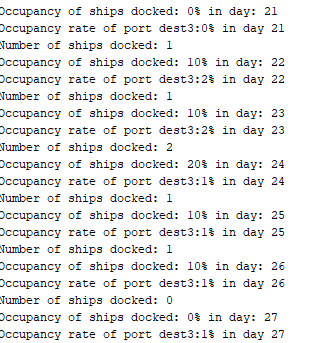 Occupancy of ships docked: 0% in day: 21
Occupancy rate of port dest3:0% in day 21
Number of ships docked: 1
Occupancy of ships docked: 10% in day: 22
Occupancy rate of port dest3:2% in day 22
Number of ships docked: 1
Occupancy of ships docked: 10% in day: 23
Occupancy rate of port dest3:2% in day 23
Number of ships docked: 2
Occupancy of ships docked: 20% in day: 24
Occupancy rate of port dest3:1% in day 24
Number of ships docked: 1
Occupancy of ships docked: 10% in day: 25
Occupancy rate of port dest3:1% in day 25
Number of ships docked: 1
Occupancy of ships docked: 10% in day: 26
Occupancy rate of port dest3:1% in day 26
Number of ships docked: 0
Occupancy of ships docked: 0% in day: 27
Occupancy rate of port dest3:1% in day 27